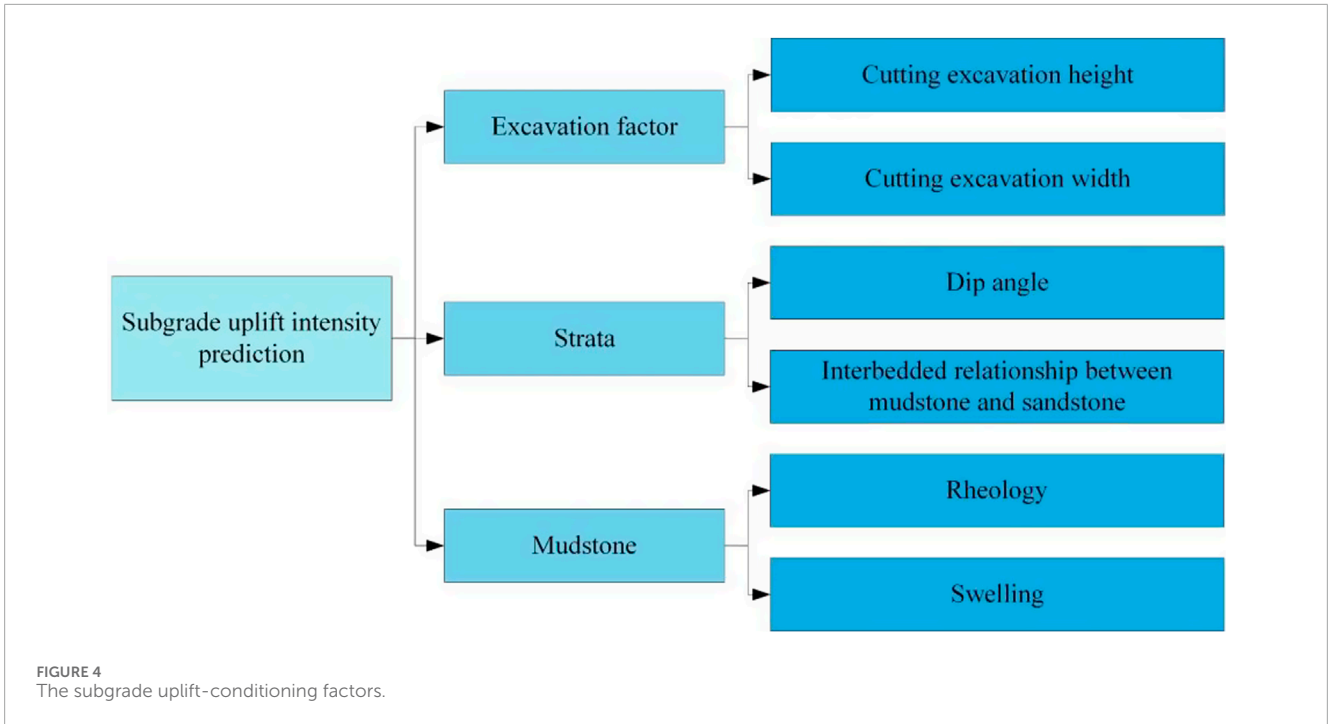 Cutting excavation height
Excavation factor
Cutting excavation width
Dip angle
Subgrade uplift intensity
prediction
Strata
Interbedded relationship between
mudstone and sandstone
Rheology
Mudstone
Swelling
FIGURE 4
The subgrade uplift-conditioning factors.